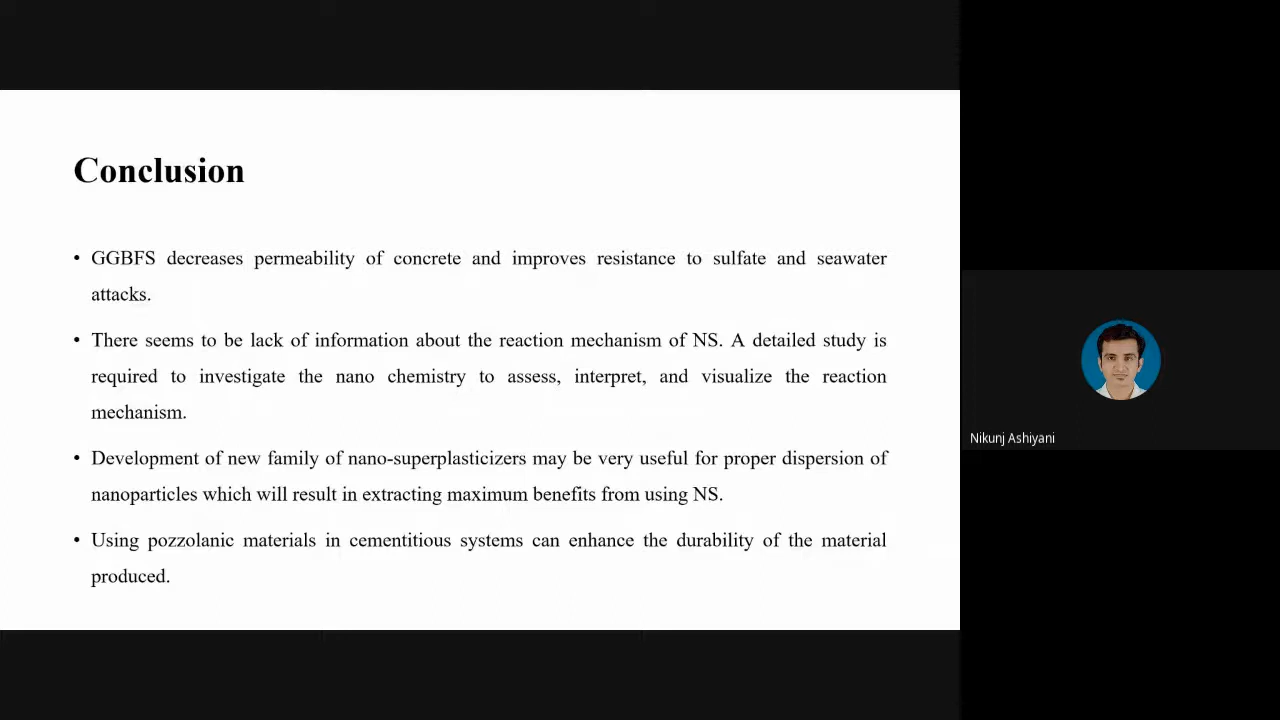 Conclusion
• GGBFS decreases permeability of concrete and improves resistance to sulfate and seawater
attacks.
• There seems to be lack of information about the reaction mechanism of NS. A detailed study is
required to investigate the nano chemistry to assess, interpret, and visualize the reaction
mechanism.
• Development of new family of nano-superplasticizers may be very useful for proper dispersion of
nanoparticles which will result in extracting maximum benefits from using NS.
• Using pozzolanic materials in cementitious systems can enhance the durability of the material
produced.
Nikunj Ashiyani